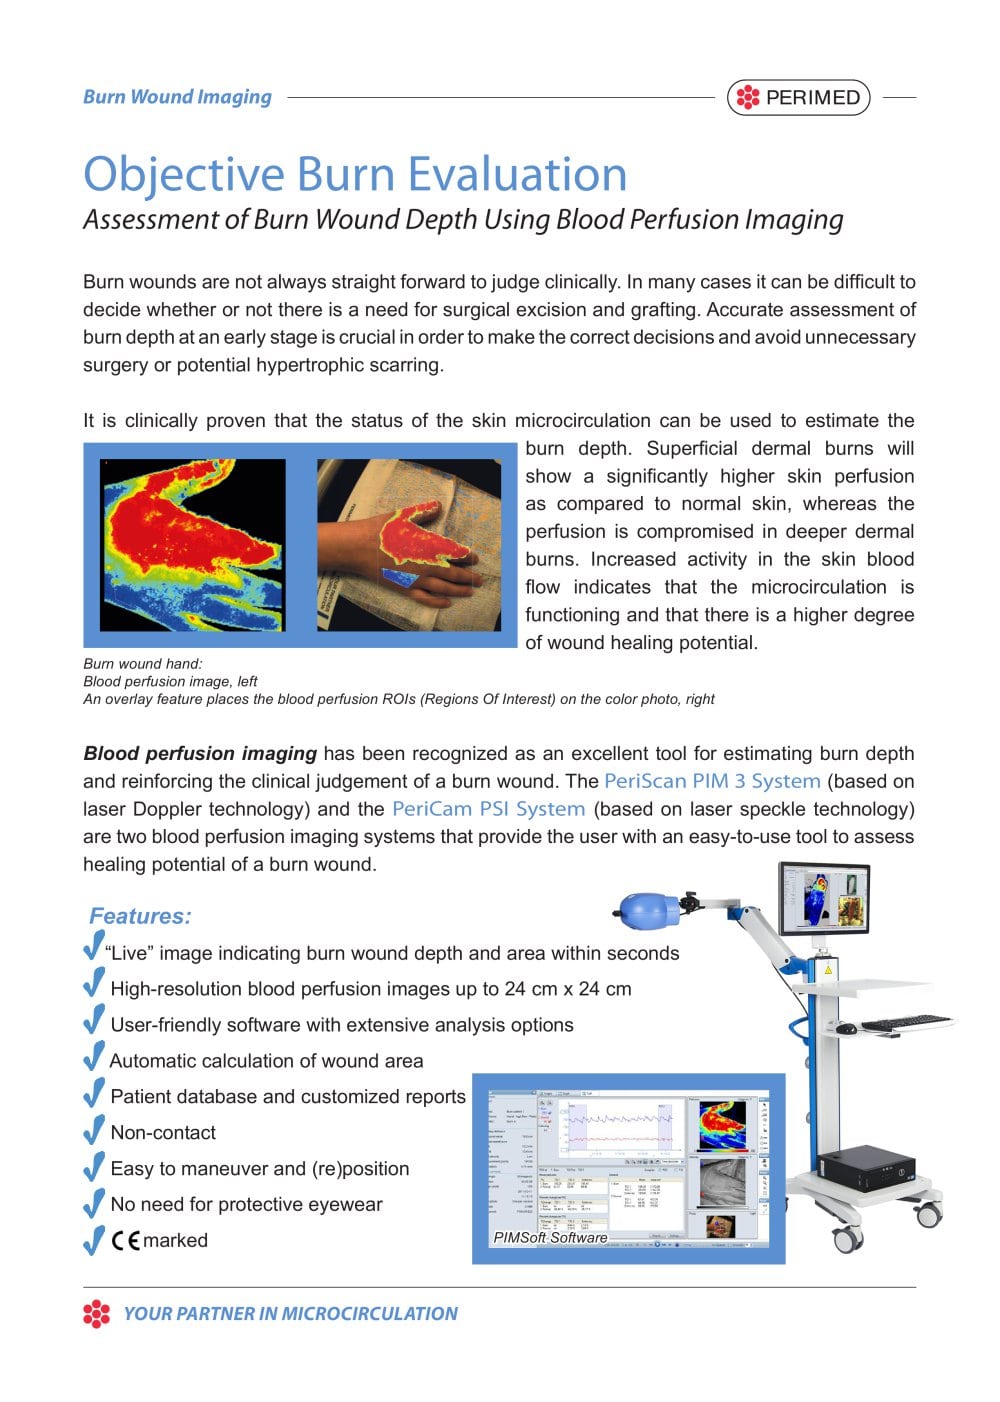 Burn Wound Imaging
PERIMED
Objective Burn Evaluation
Assessment of Burn Wound Depth Using Blood Perfusion Imaging
Burn wounds are not always straight forward to judge clinically. In many cases it can be difficult to
decide whether or not there is a need for surgical excision and grafting. Accurate assessment of
burn depth at an early stage is crucial in order to make the correct decisions and avoid unnecessary
surgery or potential hypertrophic scarring.
It is clinically proven that the status of the skin microcirculation can be used to estimate the
burn depth. Superficial dermal burns will
show a significantly higher skin perfusion
as compared to normal skin, whereas the
perfusion is compromised in deeper dermal
burns. Increased activity in the skin blood
flow indicates that the microcirculation is
functioning and that there is a higher degree
of wound healing potential.
Burn wound hand:
Blood perfusion image, left
An overlay feature places the blood perfusion ROIs (Regions Of Interest) on the color photo, right
Blood perfusion imaging has been recognized as an excellent tool for estimating burn depth
and reinforcing the clinical judgement of a burn wound. The PeriScan PIM 3 System (based on
laser Doppler technology) and the PeriCam PSI System (based on laser speckle technology)
are two blood perfusion imaging systems that provide the user with an easy-to-use tool to assess
healing potential of a burn wound.
Features:
“Live” image indicating burn wound depth and area within seconds
High-resolution blood perfusion images up to 24 cm x 24 cm
User-friendly software with extensive analysis options
Automatic calculation of wound area
Patient database and customized reports
Non-contact
Easy to maneuver and (re)position
No need for protective eyewear
CE marked
PIMSoft Software
YOUR PARTNER IN MICROCIRCULATION